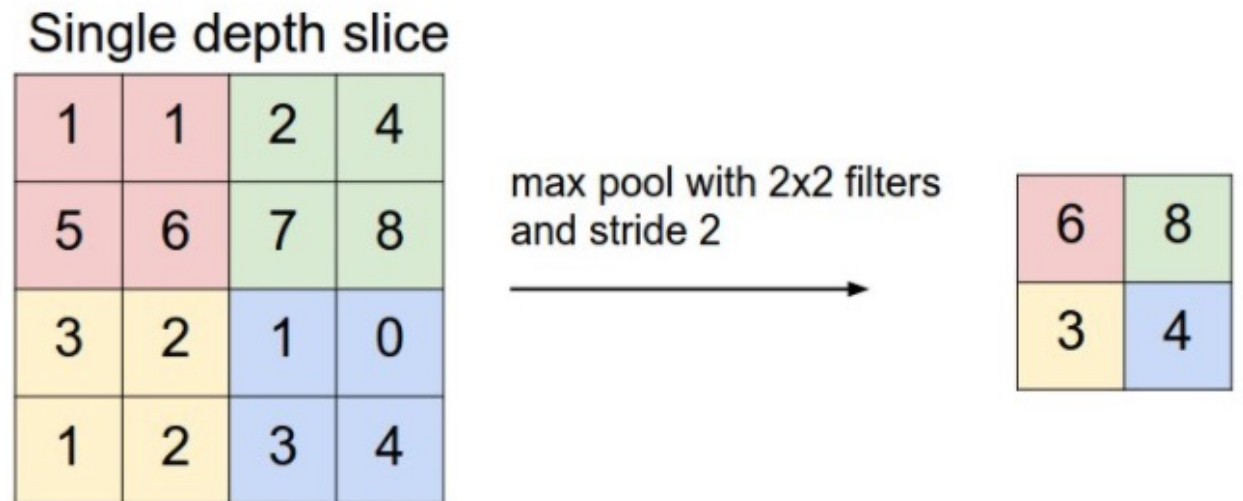 Single depth slice
1 1 2 4
5 6 7 8
3 2 1 0
1 2 3 4
max pool with 2x2 filters
and stride 2
6 8
3 4